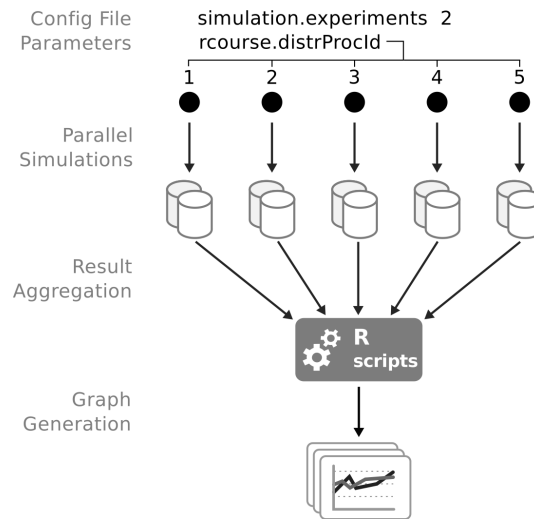 Config File
Parameters
simulation.experiments 2
rcourse.distrProcId
1 2 3 4 5
Parallel
Simulations
Result
Aggregation
R
scripts
Graph
Generation